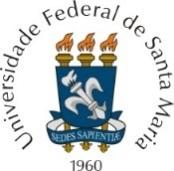 Universidade Federal de Santa Maria
SEDES SAPIENTIÆ
1960